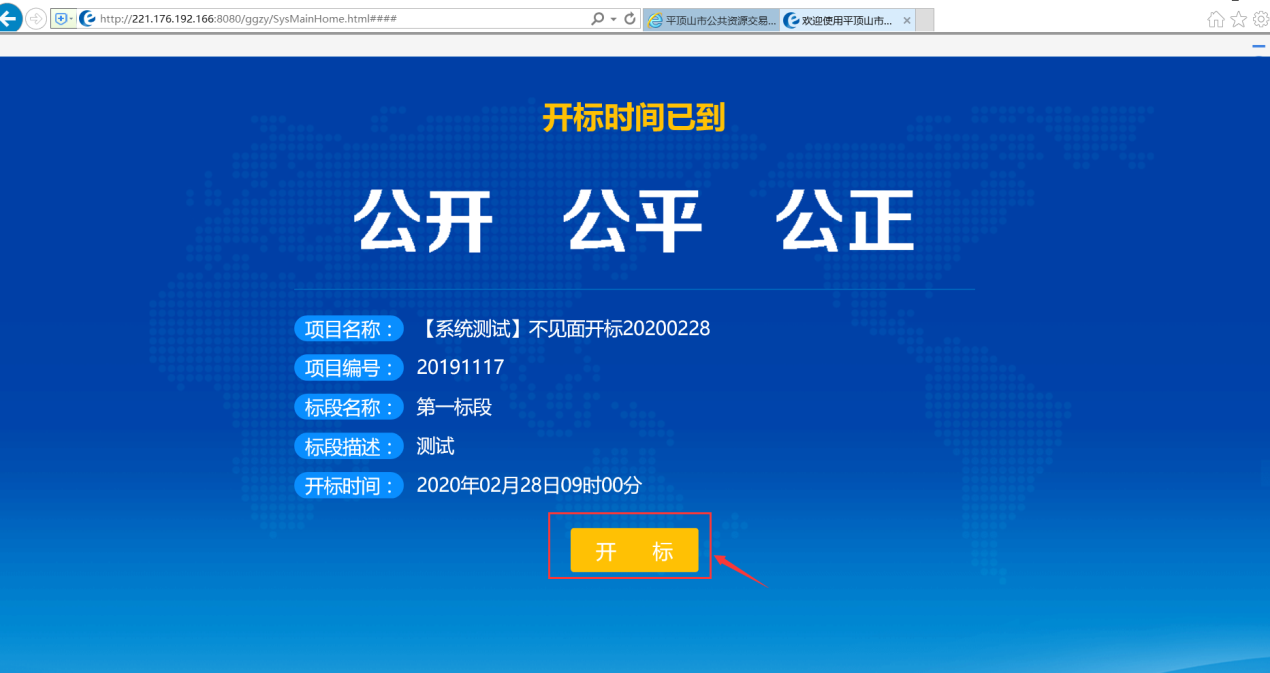 http://221.176.192.166:8080/ggzy/SysMainHome.html####
平顶山市公共资源交易...
欢迎使用平顶山市...
开标时间已到
公开 公平 公正
项目名称： 【系统测试】不见面开标20200228
项目编号： 20191117
标段名称： 第一标段
标段描述： 测试
开标时间： 2020年02月28日09时00分
开 标